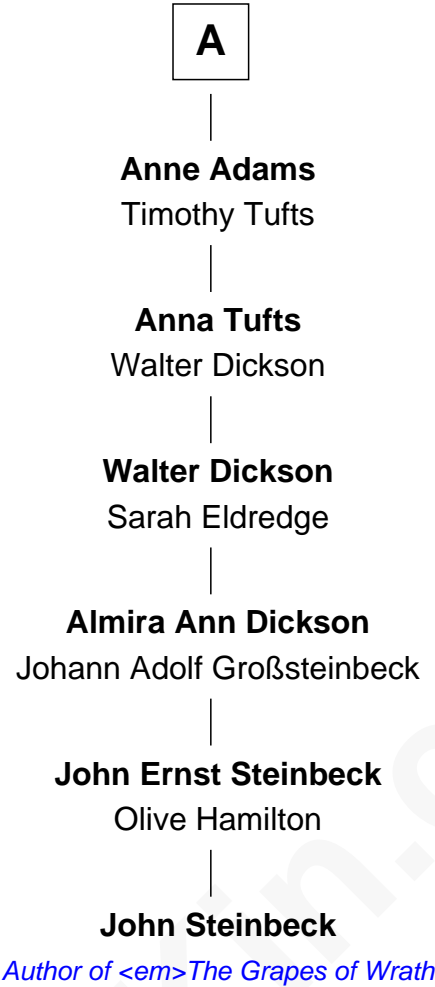 A
Anne Adams
Timothy Tufts
Anna Tufts
Walter Dickson
Walter Dickson
Sarah Eldredge
Almira Ann Dickson
Johann Adolf Großsteinbeck
John Ernst Steinbeck
Olive Hamilton
John Steinbeck
Author of <em>The Grapes of Wrath